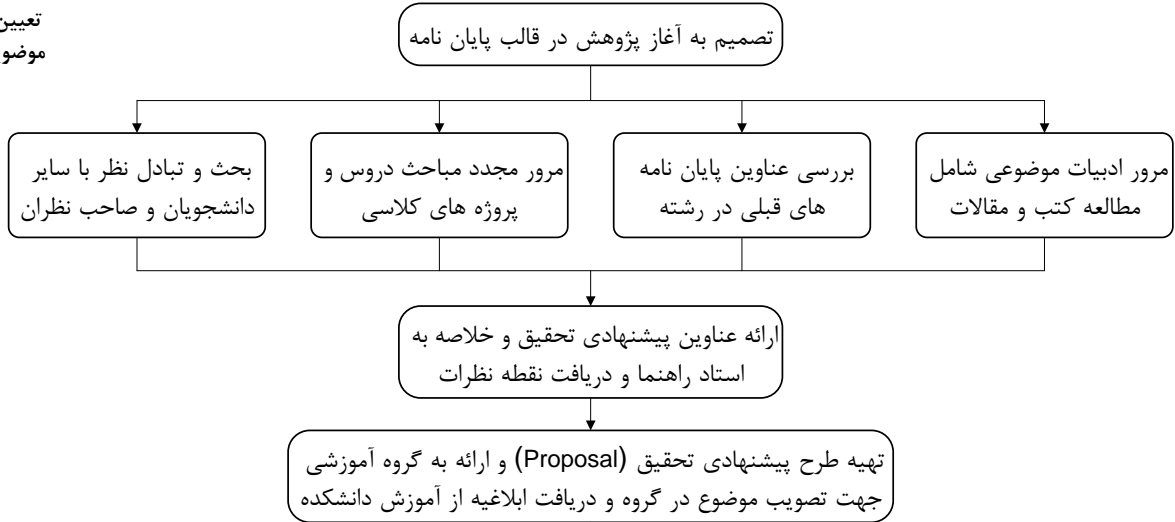 تعیین
تصمیم به آغاز پژوهش در قالب پایان نامه
مرور ادبیات موضوعی شامل
مطالعه کتب و مقالات
بررسی عناوین پایان نامه
های قبلی در رشته
مرور مجدد مباحث دروس و
پروژه های کلاسی
بحث و تبادل نظر با سایر
دانشجویان و صاحب نظران
ارائه عناوین پیشنهادی تحقیق و خلاصه به
استاد راهنما و دریافت نقطه نظرات
تهیه طرح پیشنهادی تحقیق (Proposal) و ارائه به گروه آموزشی
جهت تصویب موضوع در گروه و دریافت ابلاغیه از آموزش دانشکده